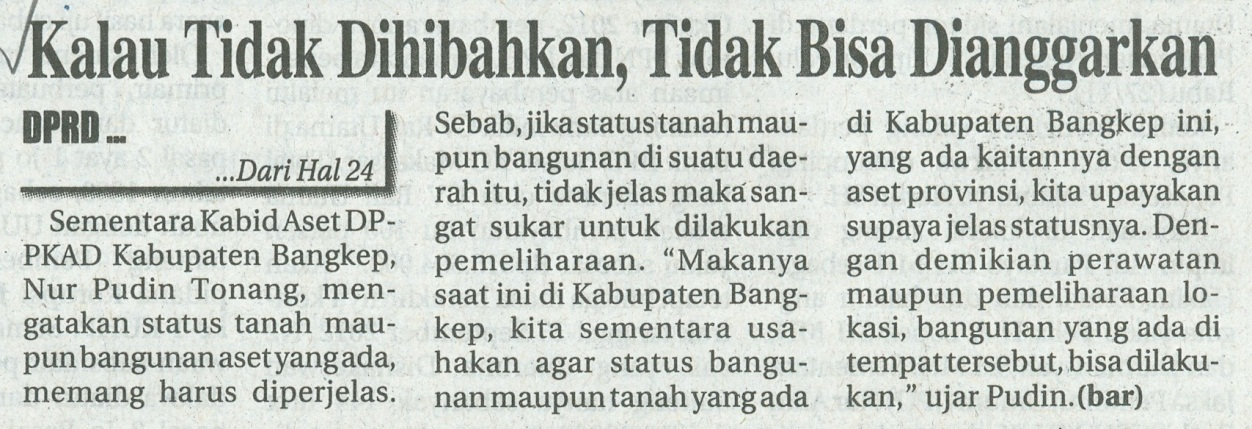 Kalau Tidak Dihibahkan, Tidak Bisa Dianggarkan
DPRD...
...Dari Hal 24
Sementara Kabid Aset DP-
PKAD Kabupaten Bangkep,
Nur Pudin Tonang, men-
gatakan status tanah mau-
pun bangunan aset yang ada,
memang harus diperjelas.
Sebab, jika status tanah mau-
pun bangunan di suatu dae-
rah itu, tidak jelas maka san-
gat sukar untuk dilakukan
pemeliharaan. “Makanya
saat ini di Kabupaten Bang-
kep, kita sementara usa-
hakan agar status bangu-
nan maupun tanah yang ada
di Kabupaten Bangkep ini,
yang ada kaitannya dengan
aset provinsi, kita upayakan
supaya jelas statusnya. Den-
gan demikian perawatan
maupun pemeliharaan lo-
kasi, bangunan yang ada di
tempat tersebut, bisa dilaku-
kan,” ujar Pudin.(bar).